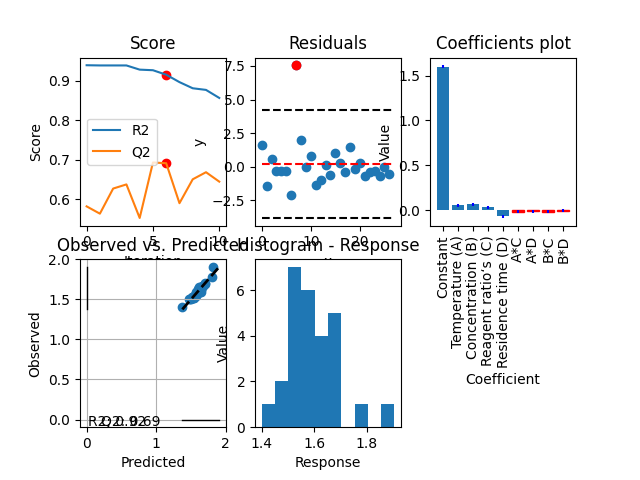 Score
Residuals
Coefficients plot
Score
0.9
0.8
0.7
0.6
R2
Q2
0
5
10
y
7.5
5.0
2.5
0.0
−2.5
0
10
20
Value
1.5
1.0
0.5
0.0
Constant
Temperature (A)
Concentration (B)
Reagent ratio's (C)
Residence time (D)
A*C
A*D
B*C
B*D
Coefficient
Observed vs. Predicted
Histogram - Response
Observed
2.0
1.5
1.0
0.5
0.0
0
1
2
Predicted
Value
6
4
2
0
1.4
1.6
1.8
Response